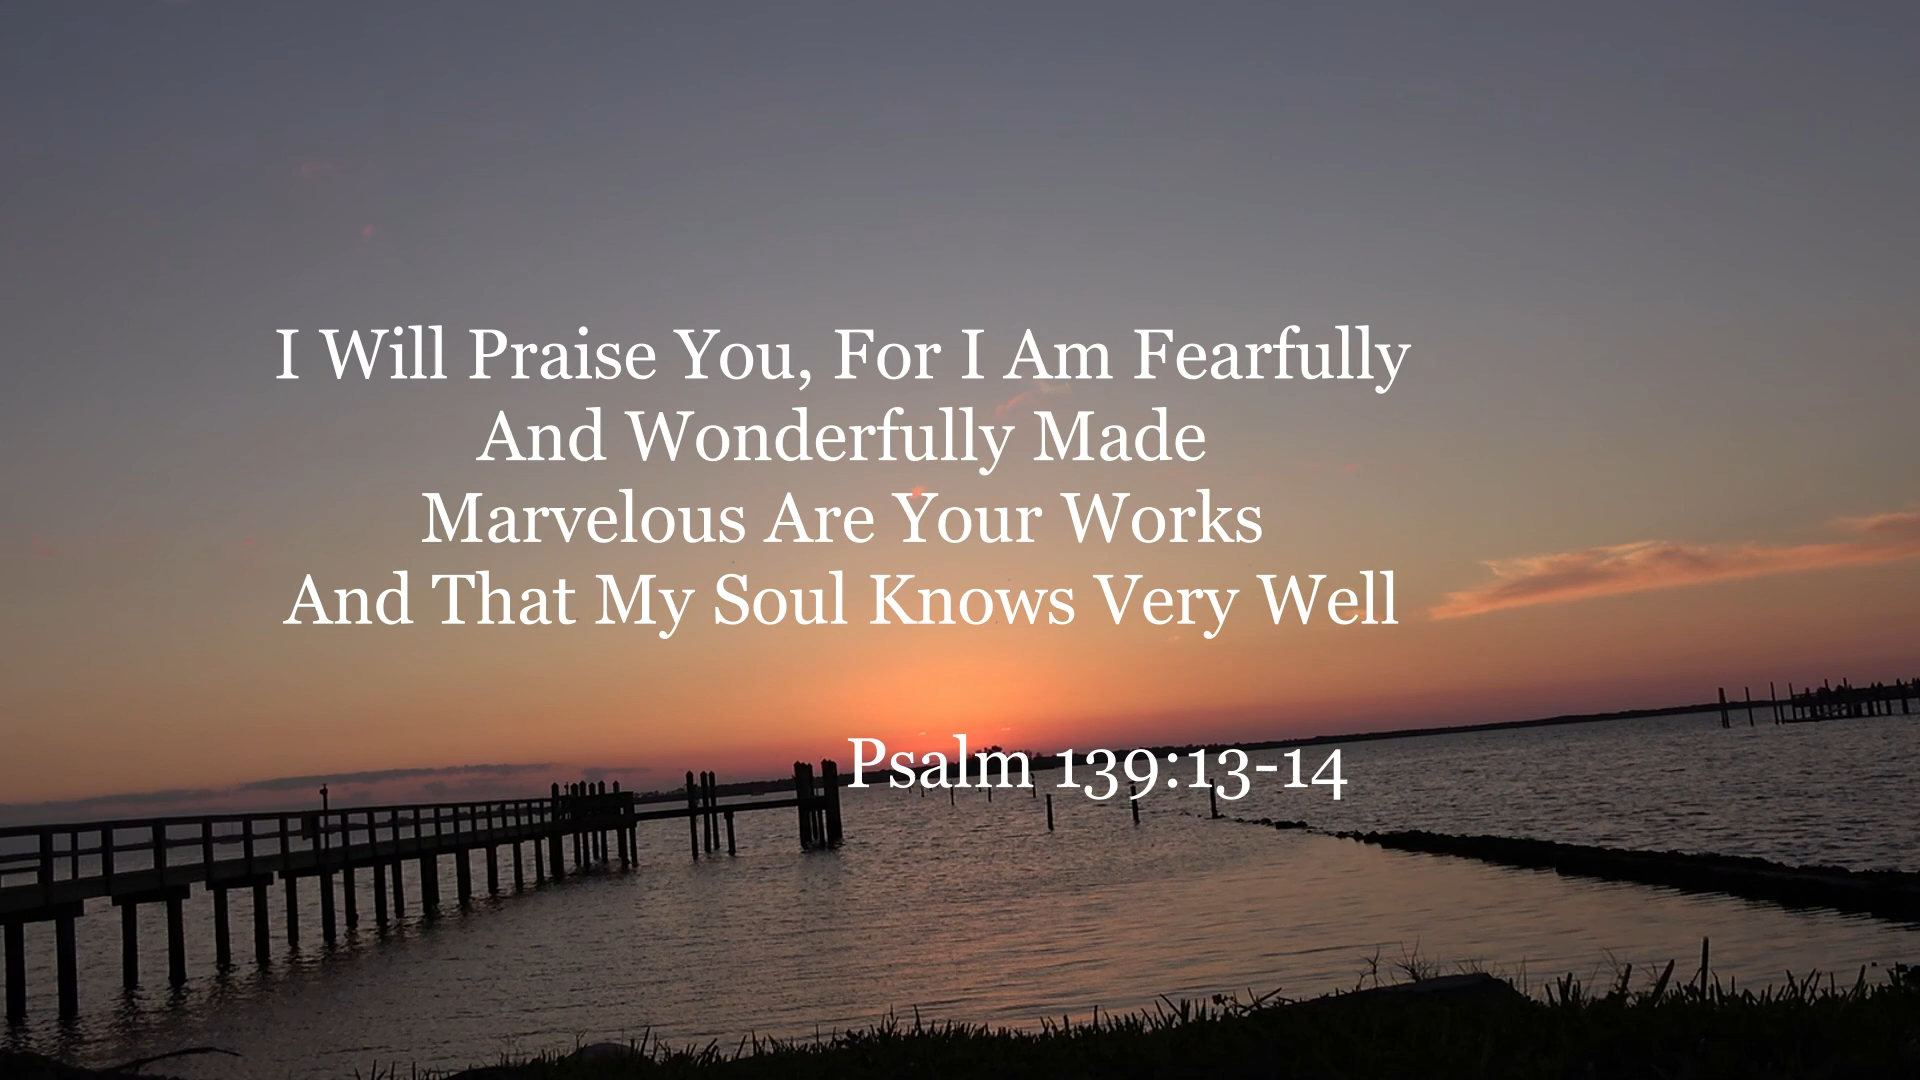 I Will Praise You, For I Am Fearfully
And Wonderfully Made
Marvelous Are Your Works
And That My Soul Knows Very Well
Psalm 139:13-14